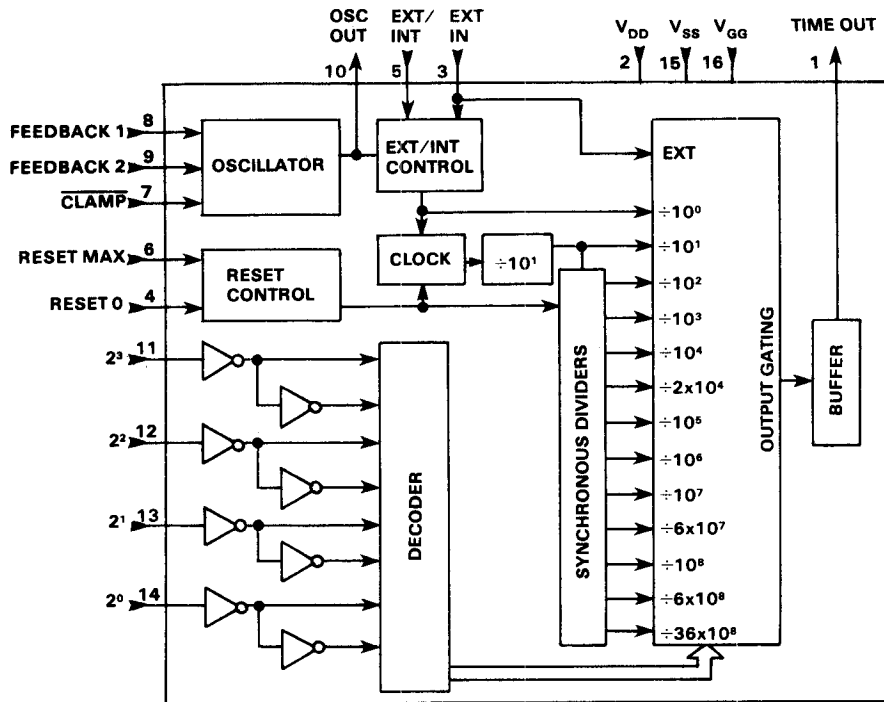 OSC OUT
EXT/ INT
EXT IN
VDD
VSS
VGG
TIME OUT
10
5
3
2
15
16
1
FEEDBACK 1
8
FEEDBACK 2
9
CLAMP
7
OSCILLATOR
EXT/INT CONTROL
EXT
÷10⁰
RESET MAX
6
RESET 0
4
RESET CONTROL
CLOCK
÷10¹
÷10¹
÷10²
÷10³
÷10⁴
÷2x10⁴
÷10⁵
÷10⁶
÷10⁷
÷6x10⁷
÷10⁸
÷6x10⁸
÷36x10⁸
SYNCHRONOUS DIVIDERS
OUTPUT GATING
BUFFER
2³
11
2²
12
2¹
13
2⁰
14
DECODER